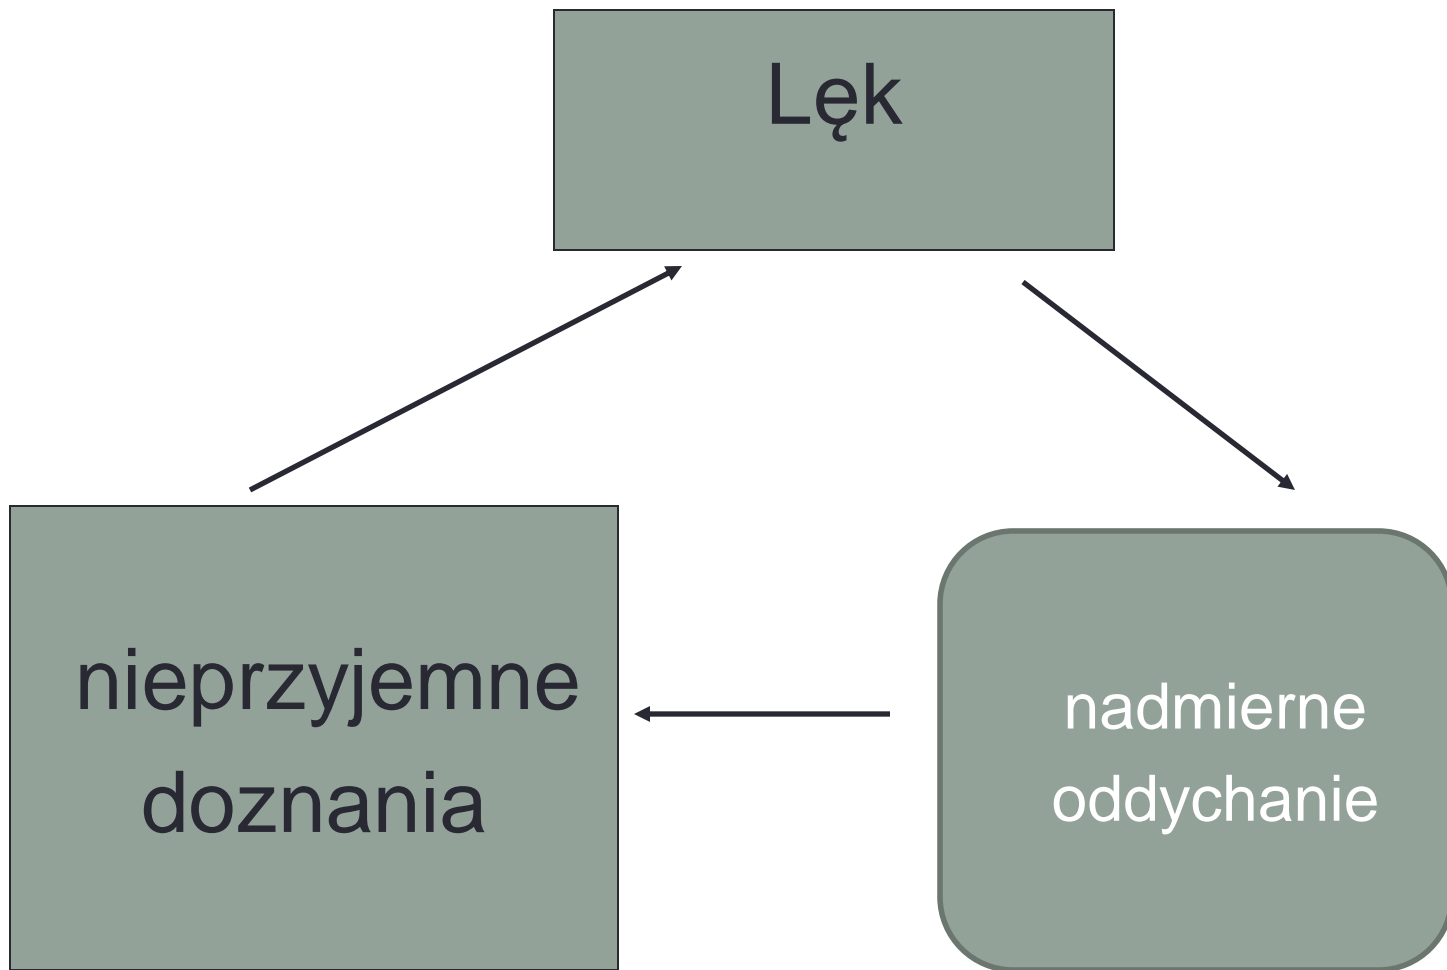 Lęk
nieprzyjemne
doznania
nadmierne
oddychanie